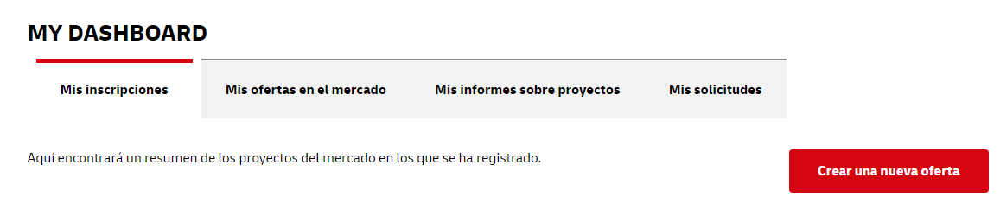 MY DASHBOARD
Mis inscripciones Mis ofertas en el mercado Mis informes sobre proyectos Mis solicitudes
Aquí encontrará un resumen de los proyectos del mercado en los que se ha registrado.
Crear una nueva oferta